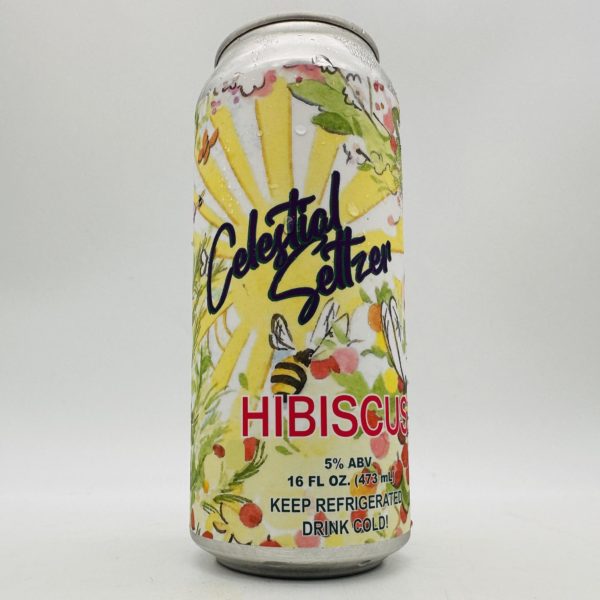 Celestial
Seltzer
HIBISCUS
5% ABV
16 FL OZ. (473 mL)
KEEP REFRIGERATED
DRINK COLD!